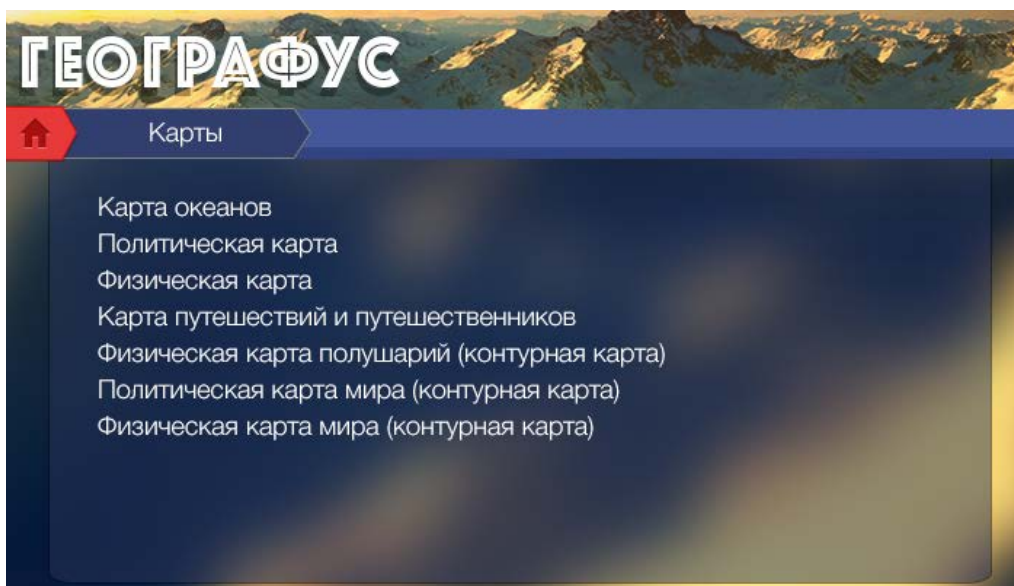 ГЕОГРАФУС
Карты
Карта океанов
Политическая карта
Физическая карта
Карта путешествий и путешественников
Физическая карта полушарий (контурная карта)
Политическая карта мира (контурная карта)
Физическая карта мира (контурная карта)